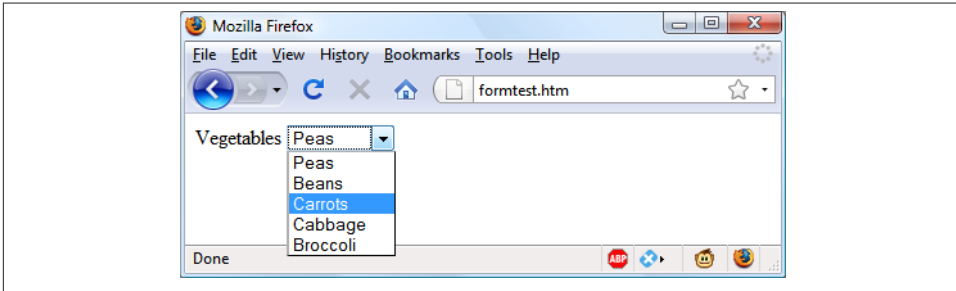 Mozilla Firefox
File Edit View History Bookmarks Tools Help
formtest.htm
Vegetables Peas
Peas
Beans
Carrots
Cabbage
Broccoli
Done
ABP